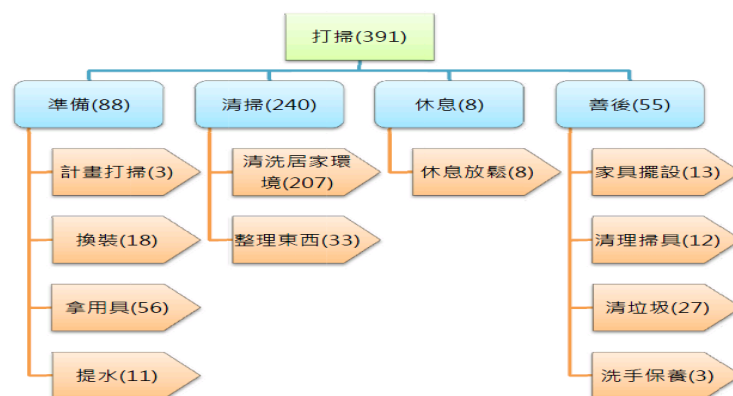 打掃(391)
準備(88)
清掃(240)
休息(8)
善後(55)
計畫打掃(3)
清洗居家環
境(207)
休息放鬆(8)
家具擺設(13)
換裝(18)
整理東西(33)
清理掃具(12)
拿用具(56)
清垃圾(27)
提水(11)
洗手保養(3)